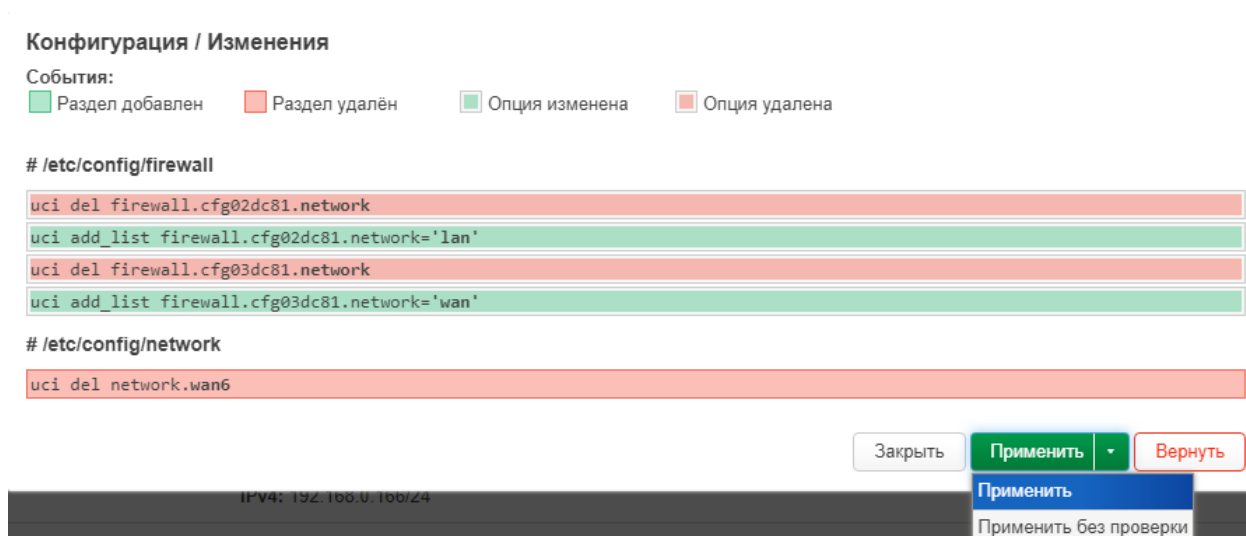 Конфигурация / Изменения
События:
Раздел добавлен Раздел удалён Опция изменена Опция удалена
# /etc/config/firewall
uci del firewall.cfg02dc81.network
uci add_list firewall.cfg02dc81.network='lan'
uci del firewall.cfg03dc81.network
uci add_list firewall.cfg03dc81.network='wan'
# /etc/config/network
uci del network.wan6
Закрыть Применить Вернуть
IPv4: 192.168.0.166/24
Применить
Применить без проверки